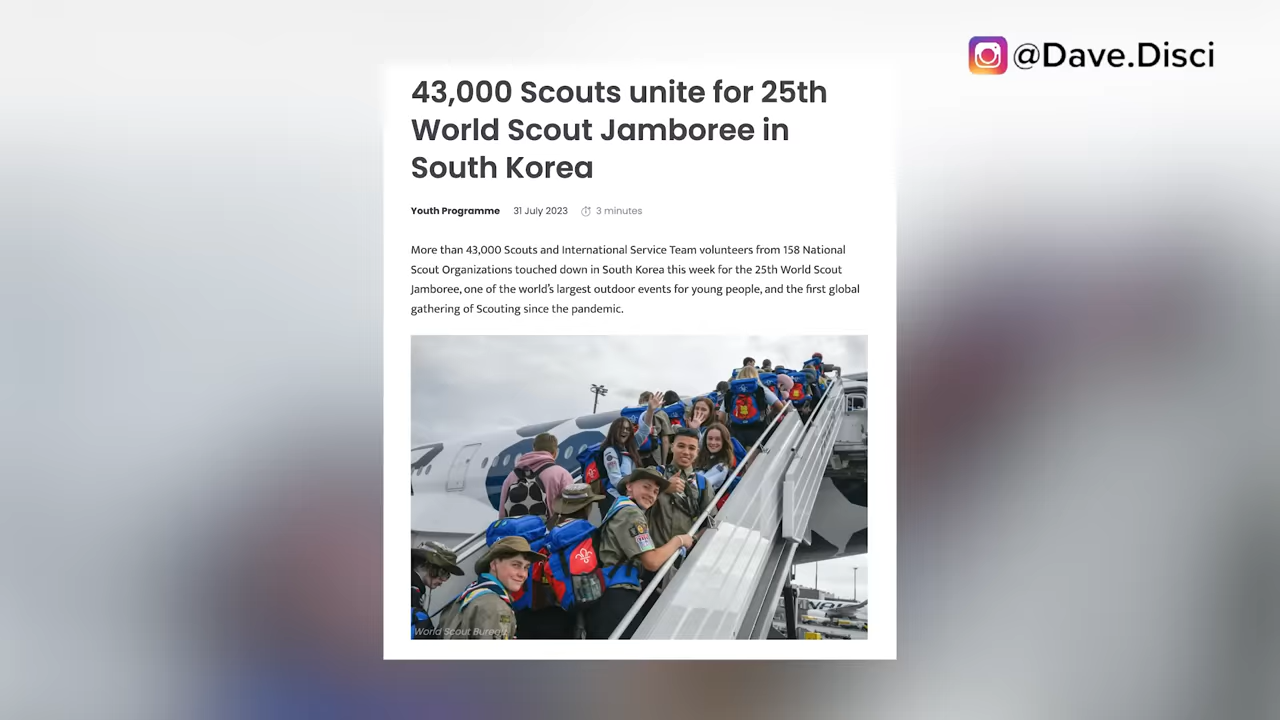 @Dave.Disci
43,000 Scouts unite for 25th
World Scout Jamboree in
South Korea
Youth Programme 31 July 2023 3 minutes
More than 43,000 Scouts and International Service Team volunteers from 158 National
Scout Organizations touched down in South Korea this week for the 25th World Scout
Jamboree, one of the world's largest outdoor events for young people, and the first global
gathering of Scouting since the pandemic.
World Scout Bureau